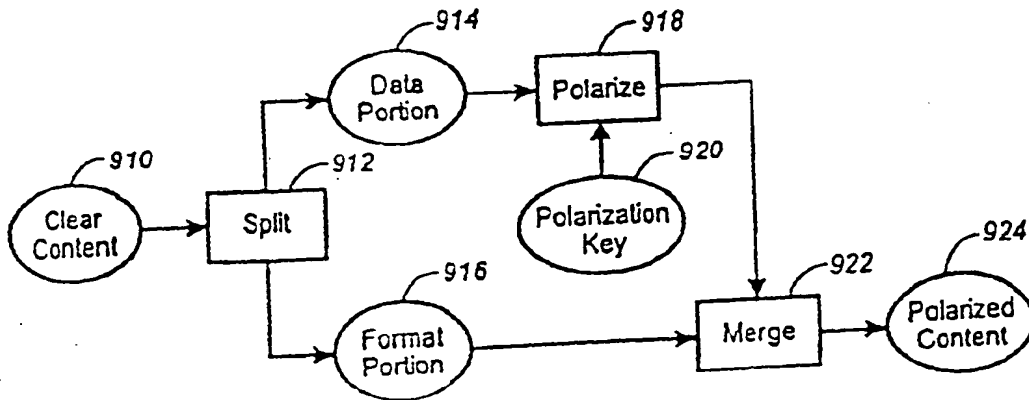 914
Data
Portion
918
Polarize
910
Clear
Content
912
Split
920
Polarization
Key
916
Format
Portion
922
Merge
924
Polarized
Content